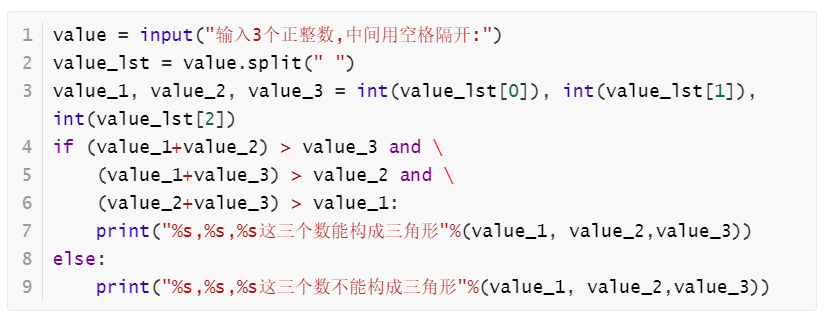 1 value = input("输入3个正整数,中间用空格隔开:")
2 value_lst = value.split(" ")
3 value_1, value_2, value_3 = int(value_lst[0]), int(value_lst[1]),
int(value_lst[2])
4 if (value_1+value_2) > value_3 and \
5     (value_1+value_3) > value_2 and \
6     (value_2+value_3) > value_1:
7     print("%s,%s,%s这三个数能构成三角形"%(value_1, value_2,value_3))
8 else:
9     print("%s,%s,%s这三个数不能构成三角形"%(value_1, value_2,value_3))